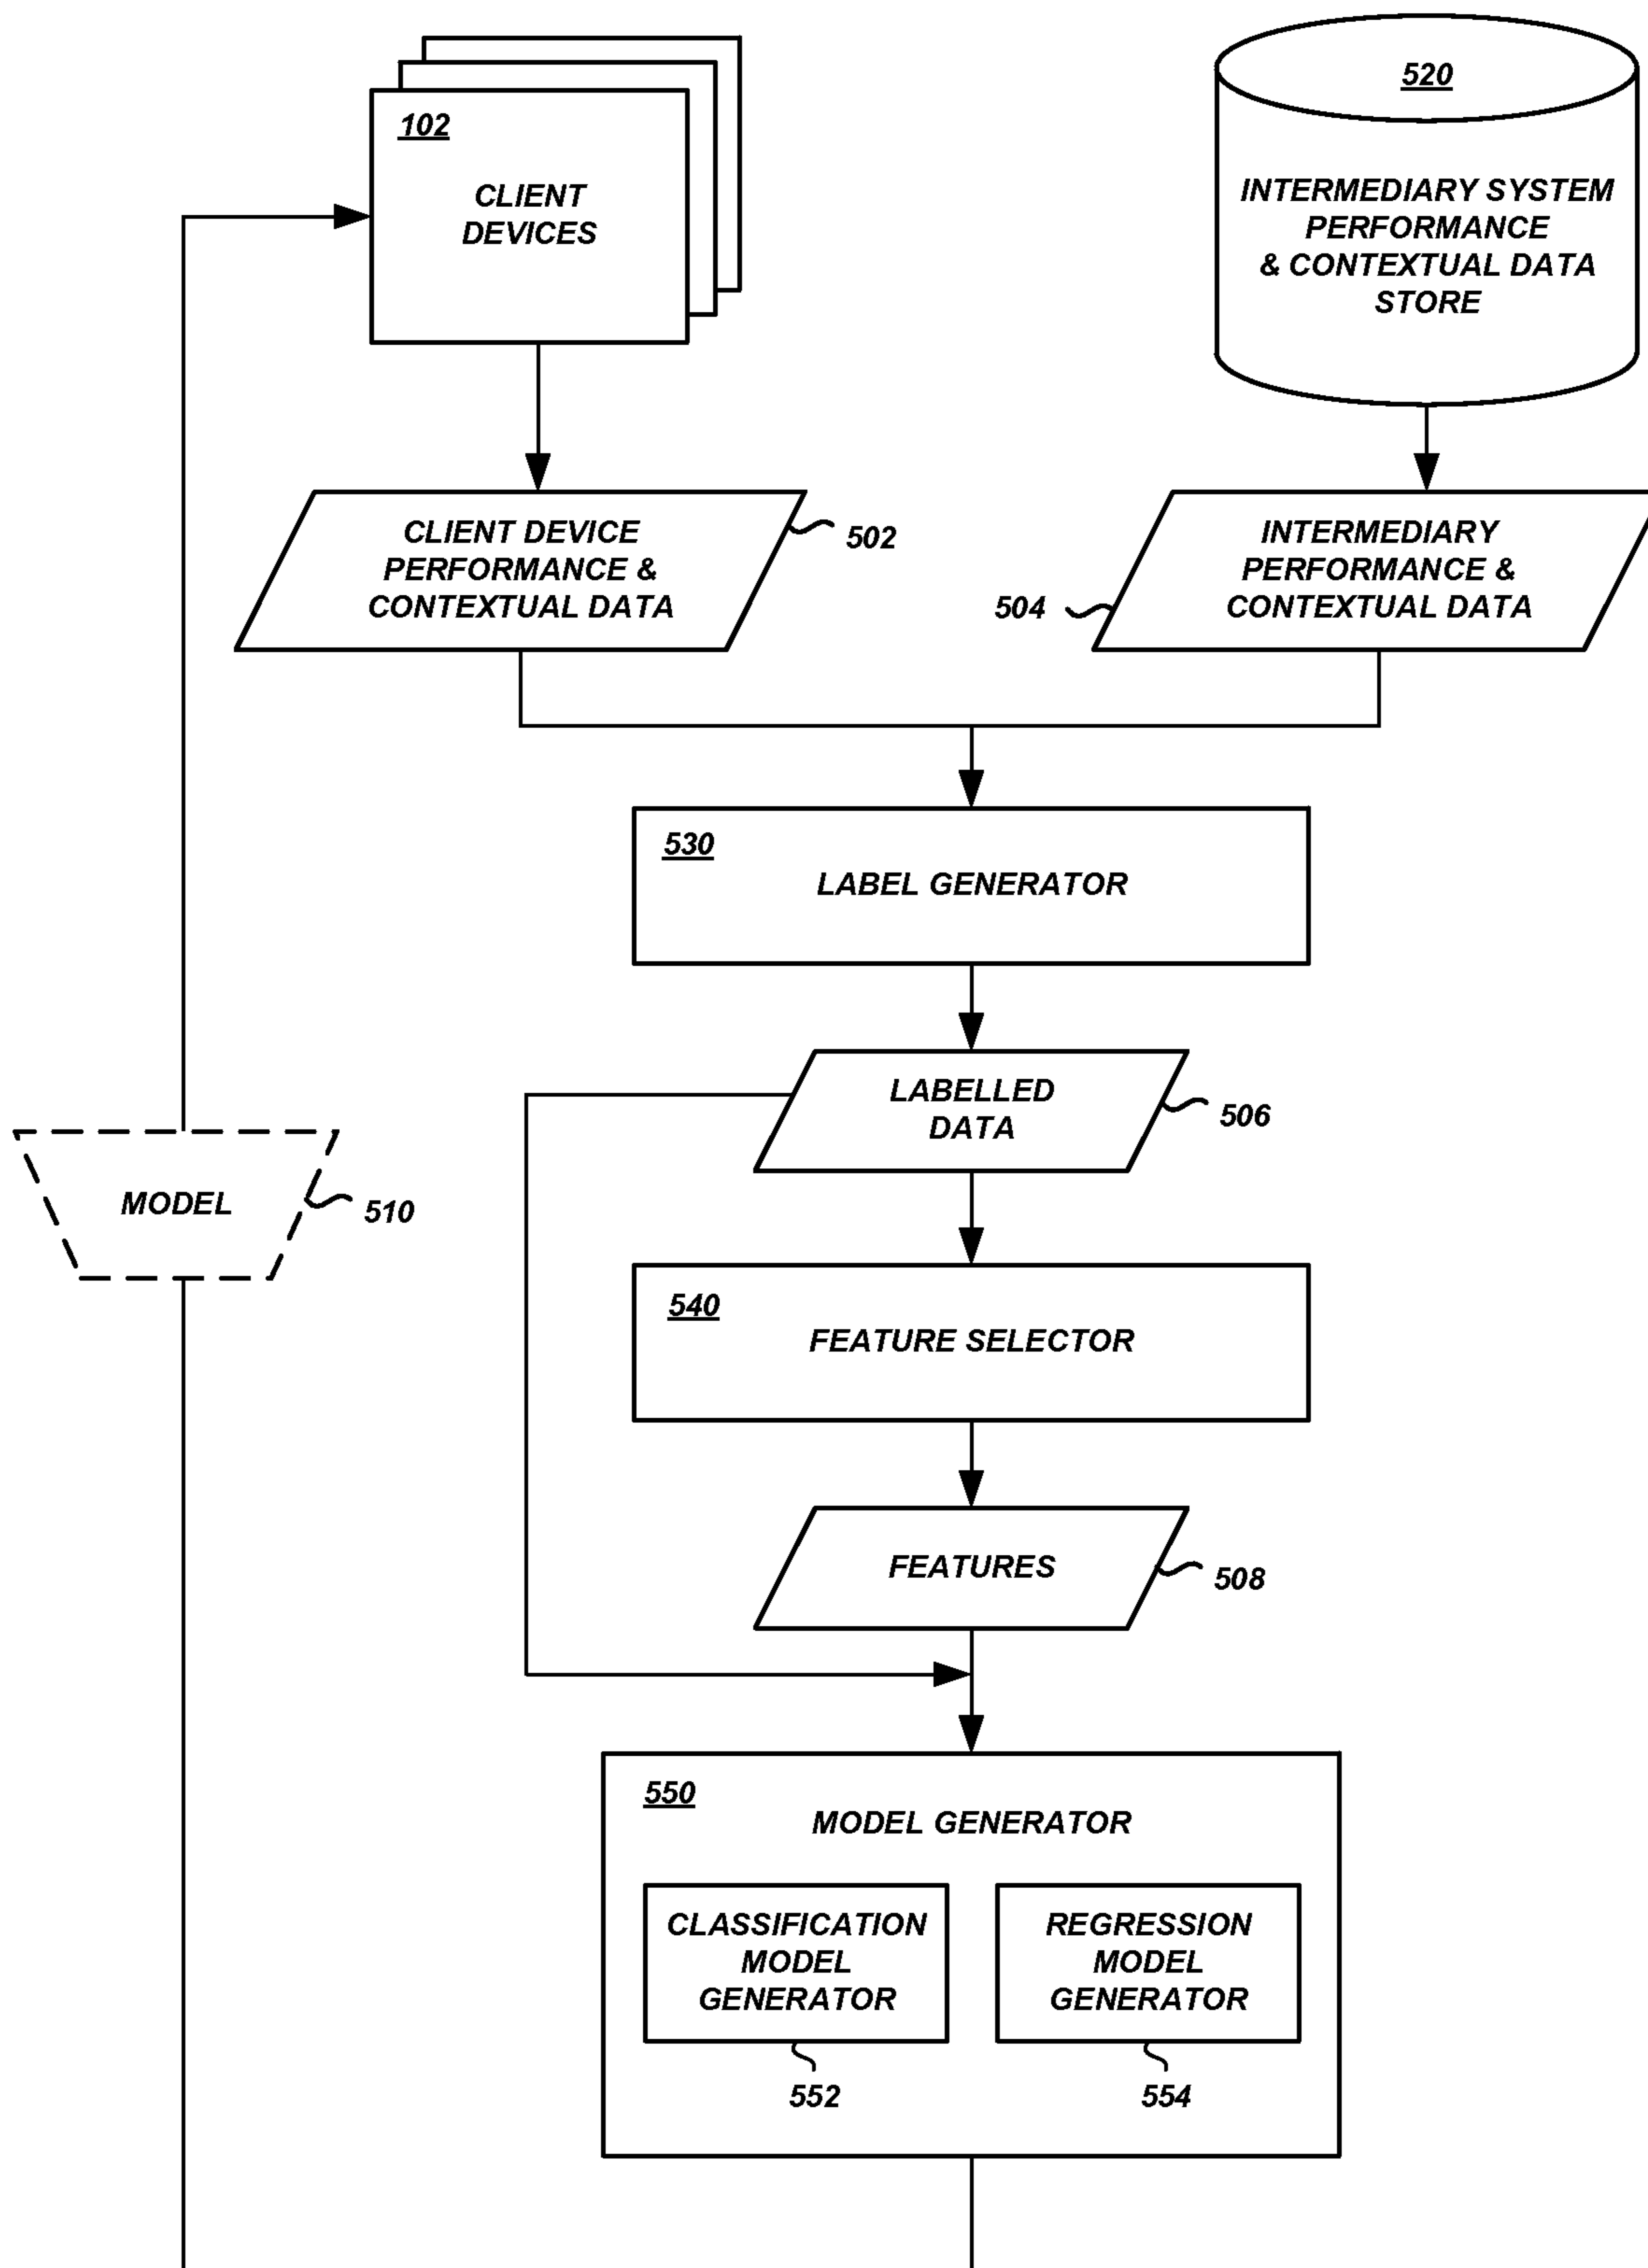 102
CLIENT
DEVICES
520
INTERMEDIARY SYSTEM
PERFORMANCE
& CONTEXTUAL DATA
STORE
CLIENT DEVICE
PERFORMANCE &
CONTEXTUAL DATA
502
INTERMEDIARY
PERFORMANCE &
CONTEXTUAL DATA
504
530
LABEL GENERATOR
LABELLED
DATA
506
MODEL
510
540
FEATURE SELECTOR
FEATURES
508
550
MODEL GENERATOR
CLASSIFICATION
MODEL
GENERATOR
552
REGRESSION
MODEL
GENERATOR
554